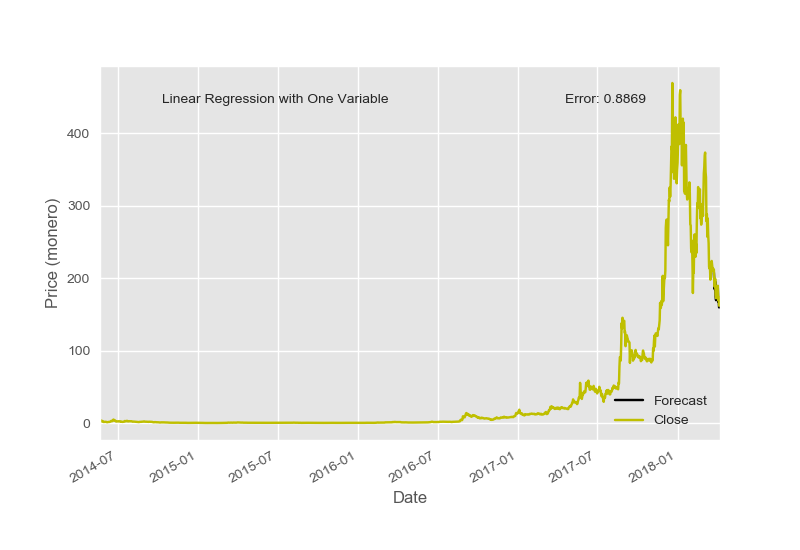 Linear Regression with One Variable Error: 0.8869
400
300
200
100
0
Price (monero)
Forecast
Close
2014-07 2015-01 2015-07 2016-01 2016-07 2017-01 2017-07 2018-01
Date